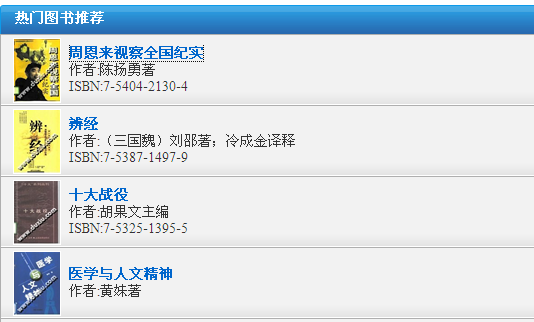 热门图书推荐
周恩来视察全国纪实
作者:陈扬勇著
ISBN:7-5404-2130-4
辨经
作者:（三国魏）刘邵著；冷成金译释
ISBN:7-5387-1497-9
十大战役
作者:胡果文主编
ISBN:7-5325-1395-5
医学与人文精神
作者:黄妹著